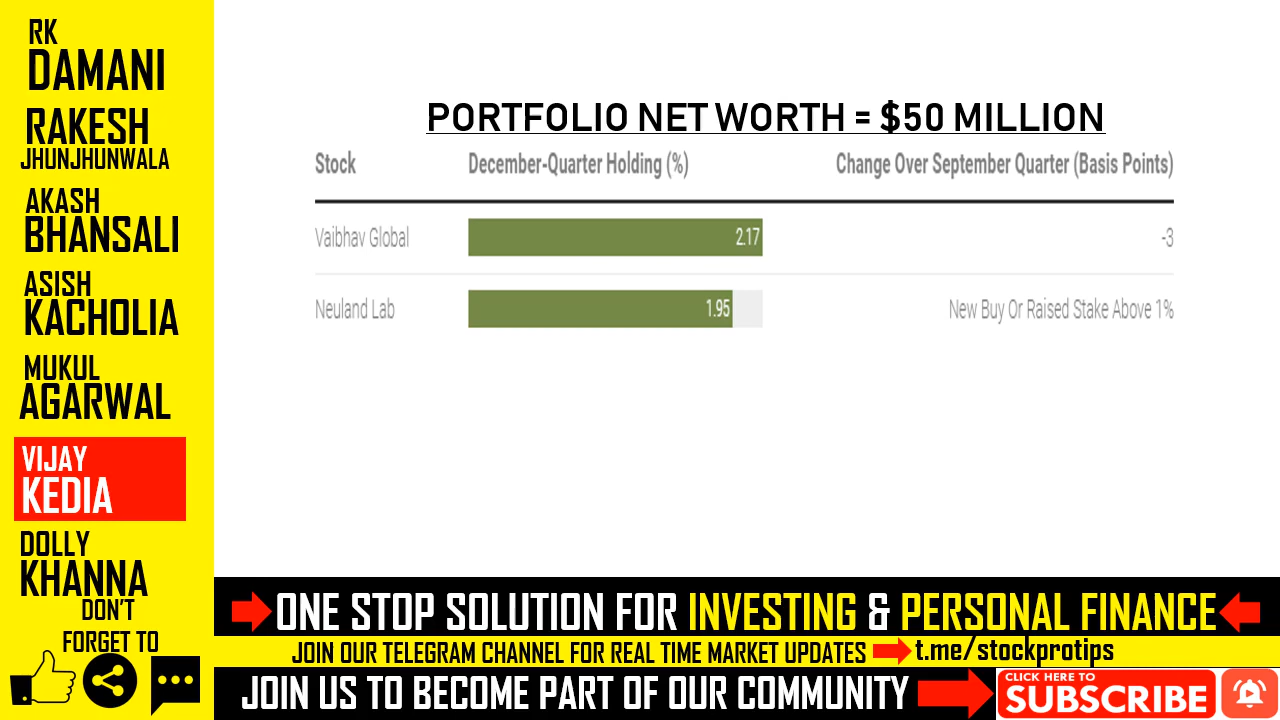 RK
DAMANI
RAKESH
JHUNJHUNWALA
AKASH
BHANSALI
ASISH
KACHOLIA
MUKUL
AGARWAL
VIJAY
KEDIA
DOLLY
KHANNA
DON'T
FORGET TO
PORTFOLIO NET WORTH = $50 MILLION
Stock December-Quarter Holding (%) Change Over September Quarter (Basis Points)
Vaibhav Global 2.17 -3
Neuland Lab 1.95 New Buy Or Raised Stake Above 1%
ONE STOP SOLUTION FOR INVESTING & PERSONAL FINANCE
JOIN OUR TELEGRAM CHANNEL FOR REAL TIME MARKET UPDATES t.me/stockprotips
JOIN US TO BECOME PART OF OUR COMMUNITY
CLICK HERE TO
SUBSCRIBE